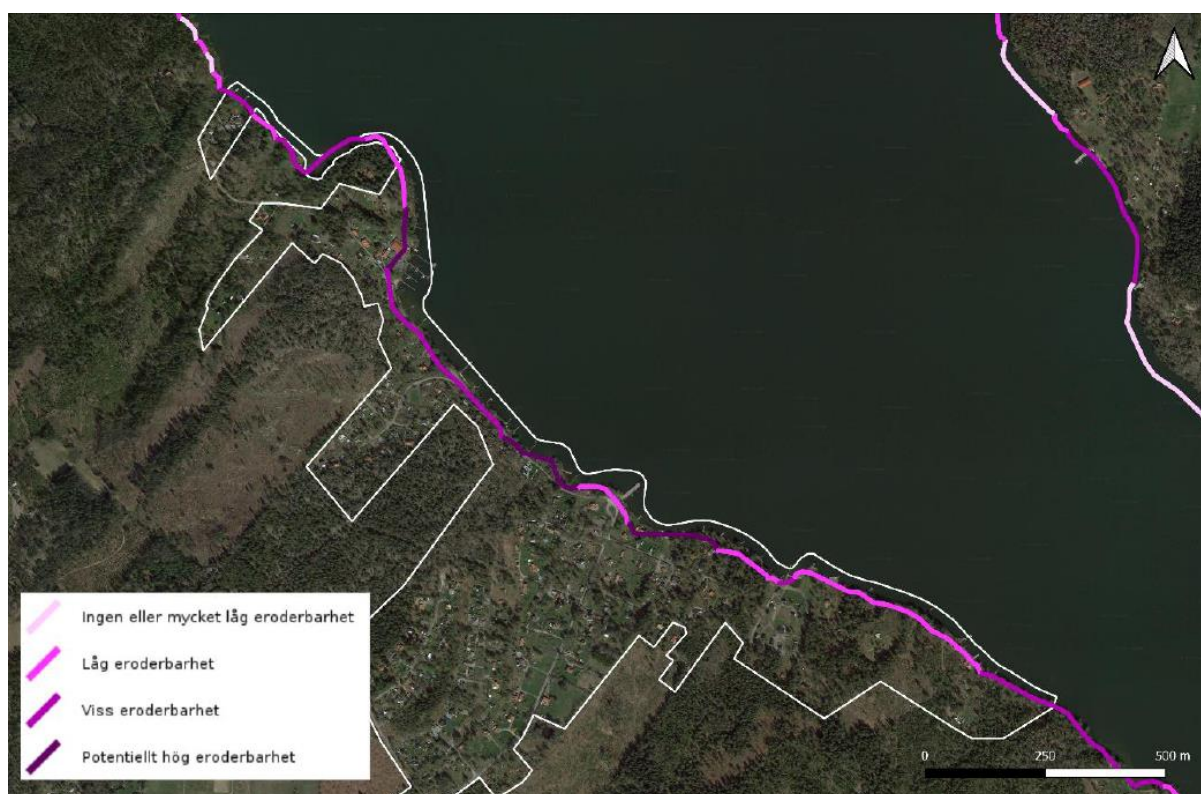 Ingen eller mycket låg eroderbarhet
Låg eroderbarhet
Viss eroderbarhet
Potentiellt hög eroderbarhet
0 250 500 m